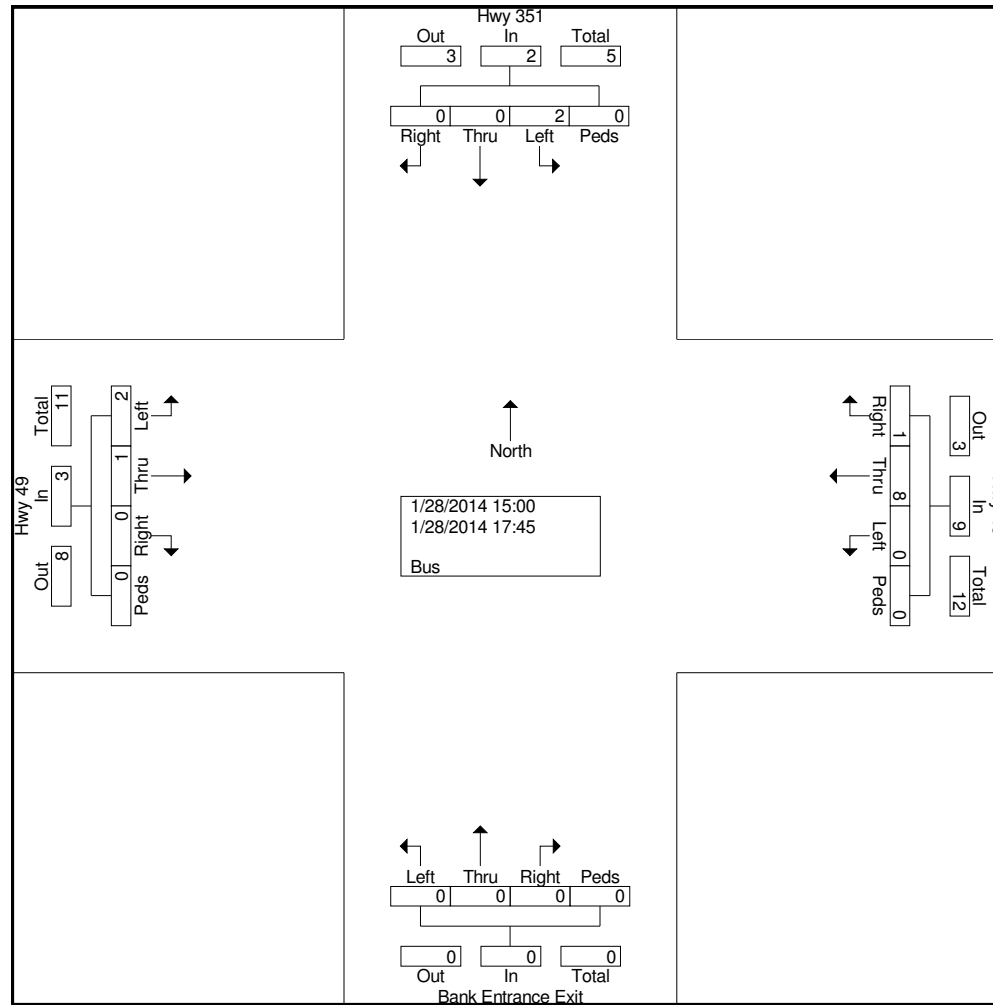 Hwy 351
Out In Total
3 2 5
0 0 2 0
Right Thru Left Peds
Hwy 49
Total In Out
11 3 8
2 1 0 0
Left Thru Right Peds
North
1/28/2014 15:00
1/28/2014 17:45
Bus
Right Thru Left Peds
1 8 0 0
Out In Total
3 9 12
Left Thru Right Peds
0 0 0 0
0 0 0
Out In Total
Bank Entrance Exit